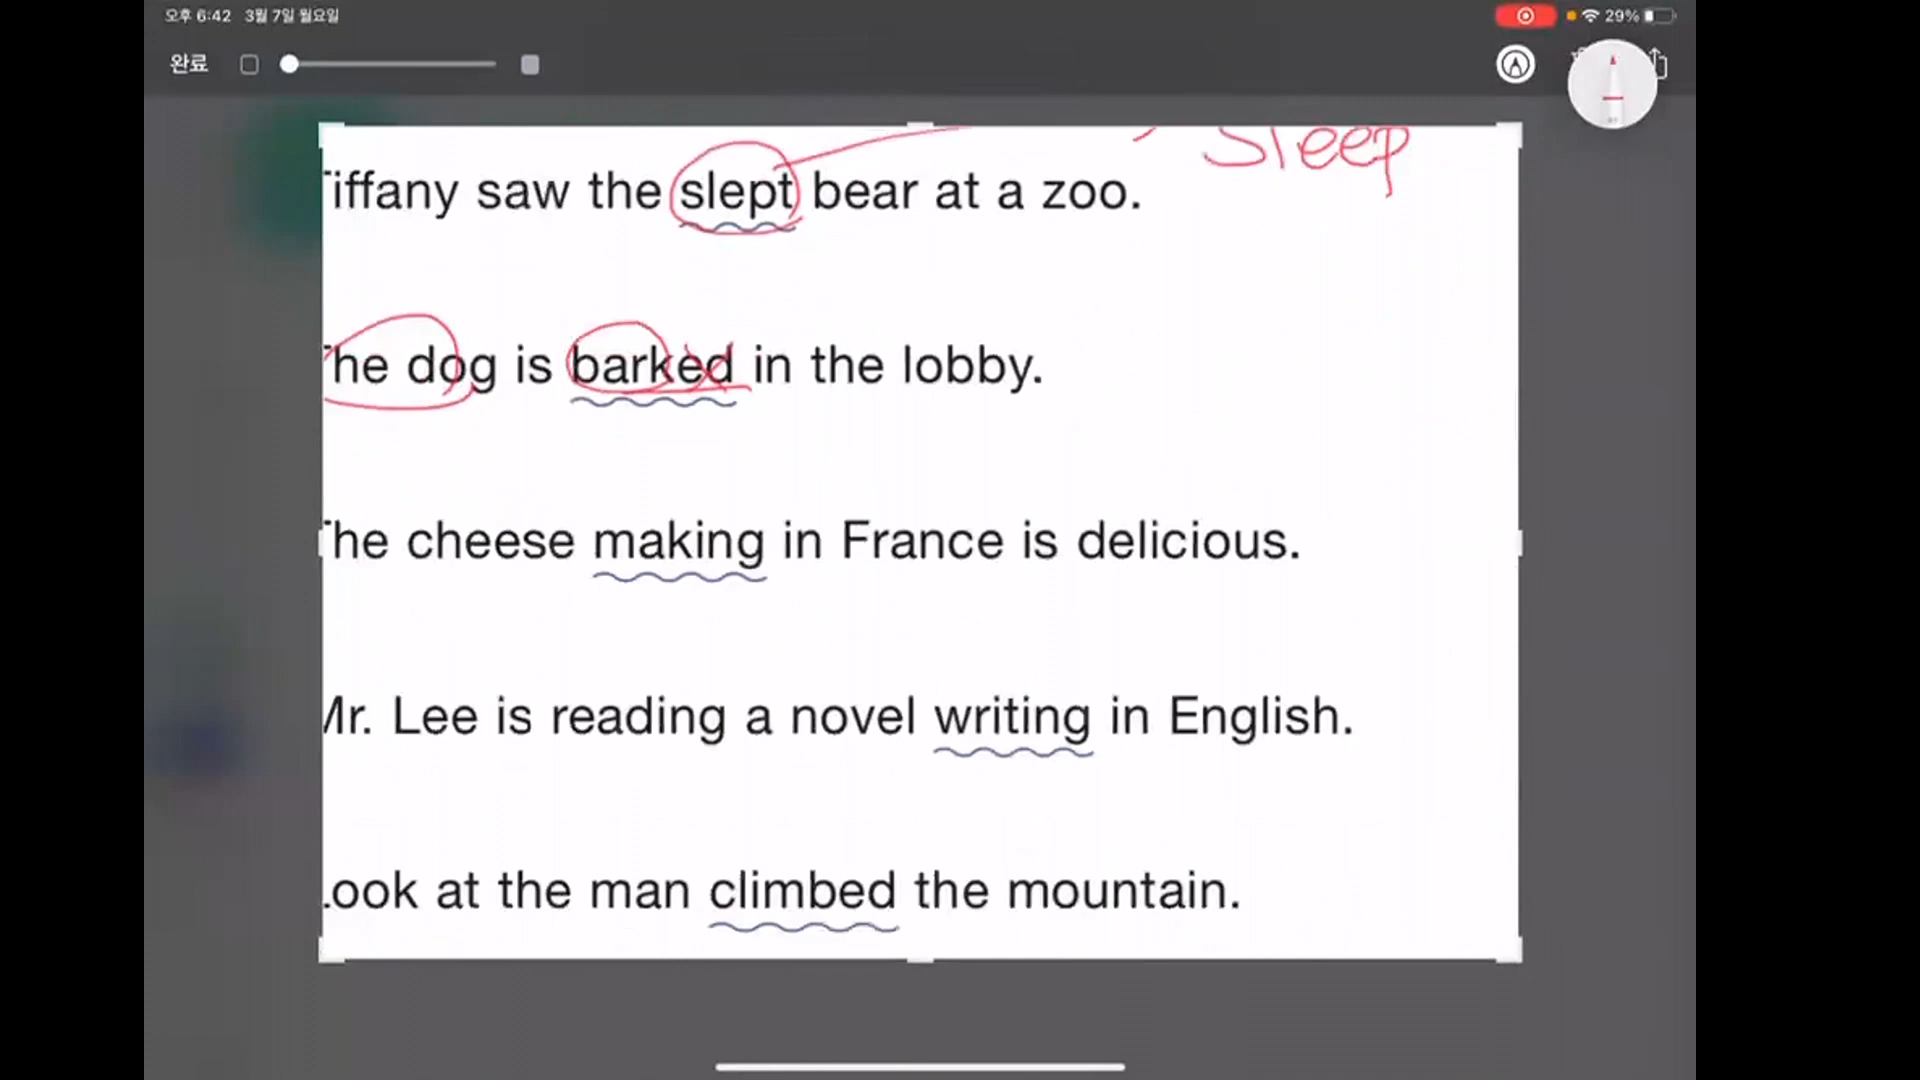 오후 6:42 3월 7일 월요일
29%
완료
sleep
iffany saw the slept bear at a zoo.
he dog is barked in the lobby.
he cheese making in France is delicious.
Mr. Lee is reading a novel writing in English.
ook at the man climbed the mountain.